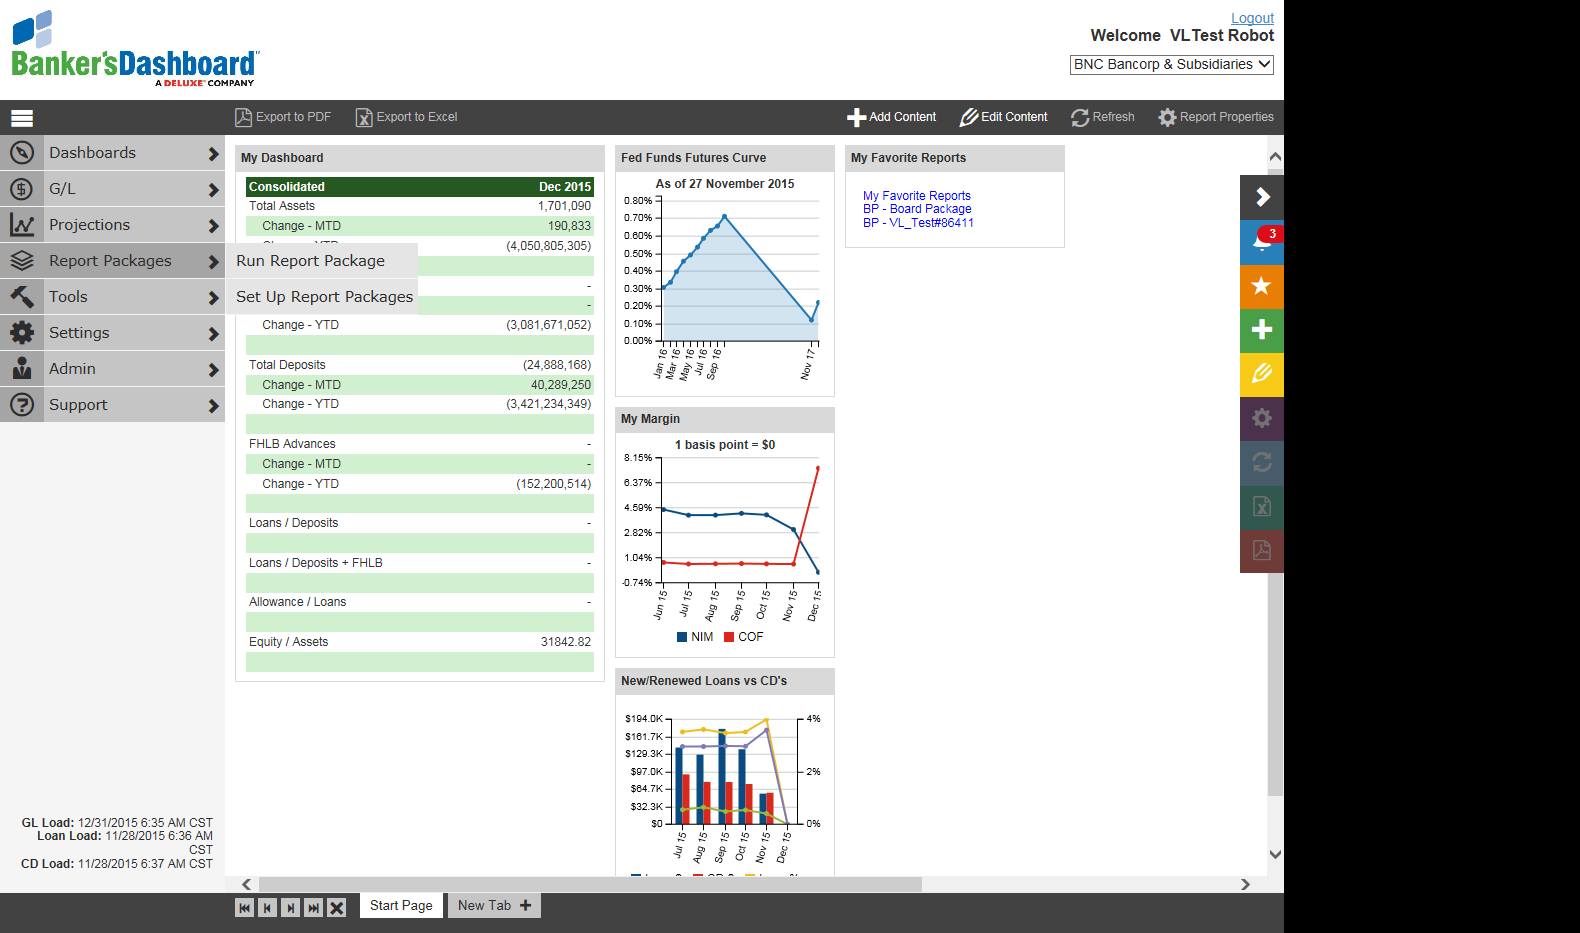 Logout
Welcome VLTest Robot
BNC Bancorp & Subsidiaries
Banker'sDashboard
A DELUXE COMPANY
Export to PDF
Export to Excel
Add Content
Edit Content
Refresh
Report Properties
Dashboards
G/L
Projections
Report Packages
Tools
Settings
Admin
Support
Run Report Package
Set Up Report Packages
GL Load: 12/31/2015 6:35 AM CST
Loan Load: 11/28/2015 6:36 AM
CST
CD Load: 11/28/2015 6:37 AM CST
My Dashboard
Consolidated Dec 2015
Total Assets 1,701,090
Change - MTD 190,833
(4,050,805,305)
-
-
Change - YTD (3,081,671,052)
Total Deposits (24,888,168)
Change - MTD 40,289,250
Change - YTD (3,421,234,349)
FHLB Advances -
Change - MTD -
Change - YTD (152,200,514)
Loans / Deposits -
Loans / Deposits + FHLB -
Allowance / Loans -
Equity / Assets 31842.82
Fed Funds Futures Curve
As of 27 November 2015
0.80%
0.70%
0.60%
0.50%
0.40%
0.30%
0.20%
0.10%
0.00%
Jan 16 Mar 16 May 16 Jul 16 Sep 16 Nov 17
My Margin
1 basis point = $0
8.15%
6.37%
4.59%
2.82%
1.04%
-0.74%
Jun 15 Jul 15 Aug 15 Sep 15 Oct 15 Nov 15 Dec 15
NIM COF
New/Renewed Loans vs CD's
$194.0K 4%
$161.7K
$129.3K
$97.0K 2%
$64.7K
$32.3K
$0 0%
Jul 15 Aug 15 Sep 15 Oct 15 Nov 15 Dec 15
My Favorite Reports
My Favorite Reports
BP - Board Package
BP - VL_Test#86411
3
Start Page
New Tab